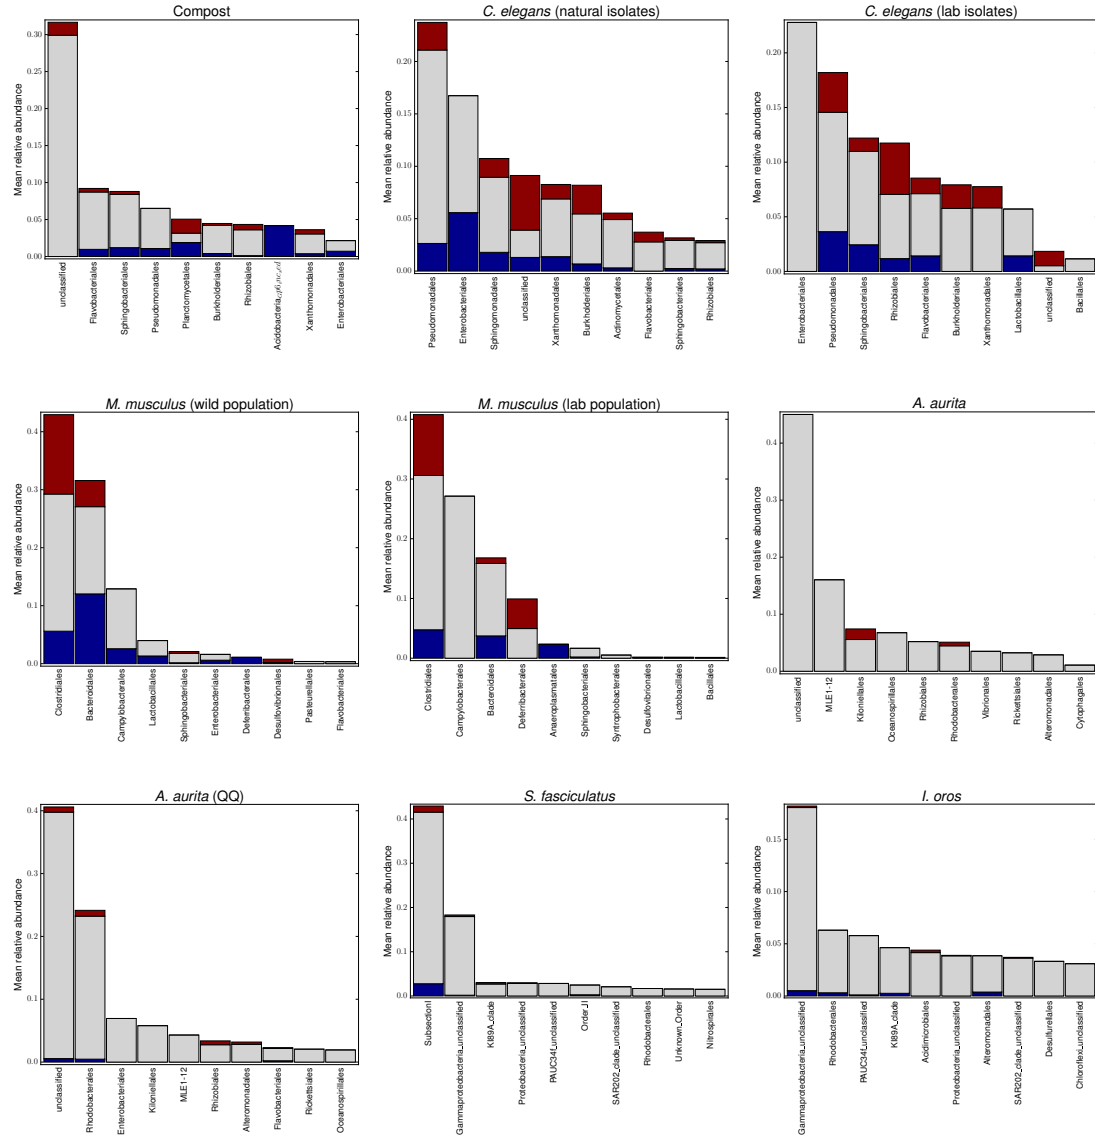 Compost
Mean relative abundance
0.30
0.25
0.20
0.15
0.10
0.05
0.00
unclassified
Flavobacteriales
Sphingobacteriales
Pseudomonadales
Planctomycetales
Burkholderiales
Rhizobiales
Xanthomonadales
Enterobacteriales
C. elegans (natural isolates)
Mean relative abundance
0.20
0.15
0.10
0.05
0.00
Pseudomonadales
Enterobacteriales
Sphingomonadales
unclassified
Xanthomonadales
Burkholderiales
Actinomycetales
Flavobacteriales
Sphingobacteriales
Rhizobiales
C. elegans (lab isolates)
Mean relative abundance
0.20
0.15
0.10
0.05
0.00
Enterobacteriales
Pseudomonadales
Sphingobacteriales
Rhizobiales
Flavobacteriales
Burkholderiales
Xanthomonadales
Lactobacillales
unclassified
Bacillales
M. musculus (wild population)
Mean relative abundance
0.4
0.3
0.2
0.1
0.0
Clostridiales
Bacteroidales
Campylobacterales
Lactobacillales
Sphingobacteriales
Enterobacteriales
Deferribacterales
Desulfovibrionales
Pasteurellales
Flavobacteriales
M. musculus (lab population)
Mean relative abundance
0.4
0.3
0.2
0.1
0.0
Clostridiales
Campylobacterales
Bacteroidales
Deferribacterales
Anaeroplasmatales
Sphingobacteriales
Syntrophobacterales
Desulfovibrionales
Lactobacillales
Bacillales
A. aurita
Mean relative abundance
0.4
0.3
0.2
0.1
0.0
unclassified
MLE1-12
Kiloniellales
Oceanospirillales
Rhizobiales
Rhodobacterales
Vibrionales
Rickettsiales
Alteromonadales
Cytophagales
A. aurita (QQ)
Mean relative abundance
0.4
0.3
0.2
0.1
0.0
unclassified
Rhodobacterales
Enterobacteriales
Kiloniellales
MLE1-12
Rhizobiales
Alteromonadales
Flavobacteriales
Rickettsiales
Oceanospirillales
S. fasciculatus
Mean relative abundance
0.4
0.3
0.2
0.1
0.0
SubsectionI
Gammaproteobacteria_unclassified
KI89A_clade
Proteobacteria_unclassified
PAUC34f_unclassified
Order_II
SAR202_clade_unclassified
Rhodobacterales
Unknown_Order
Nitrospirales
I. oros
Mean relative abundance
0.15
0.10
0.05
0.00
Gammaproteobacteria_unclassified
Rhodobacterales
PAUC34f_unclassified
KI89A_clade
Acidimicrobiales
Proteobacteria_unclassified
Alteromonadales
SAR202_clade_unclassified
Desulfurellales
Chloroflexi_unclassified